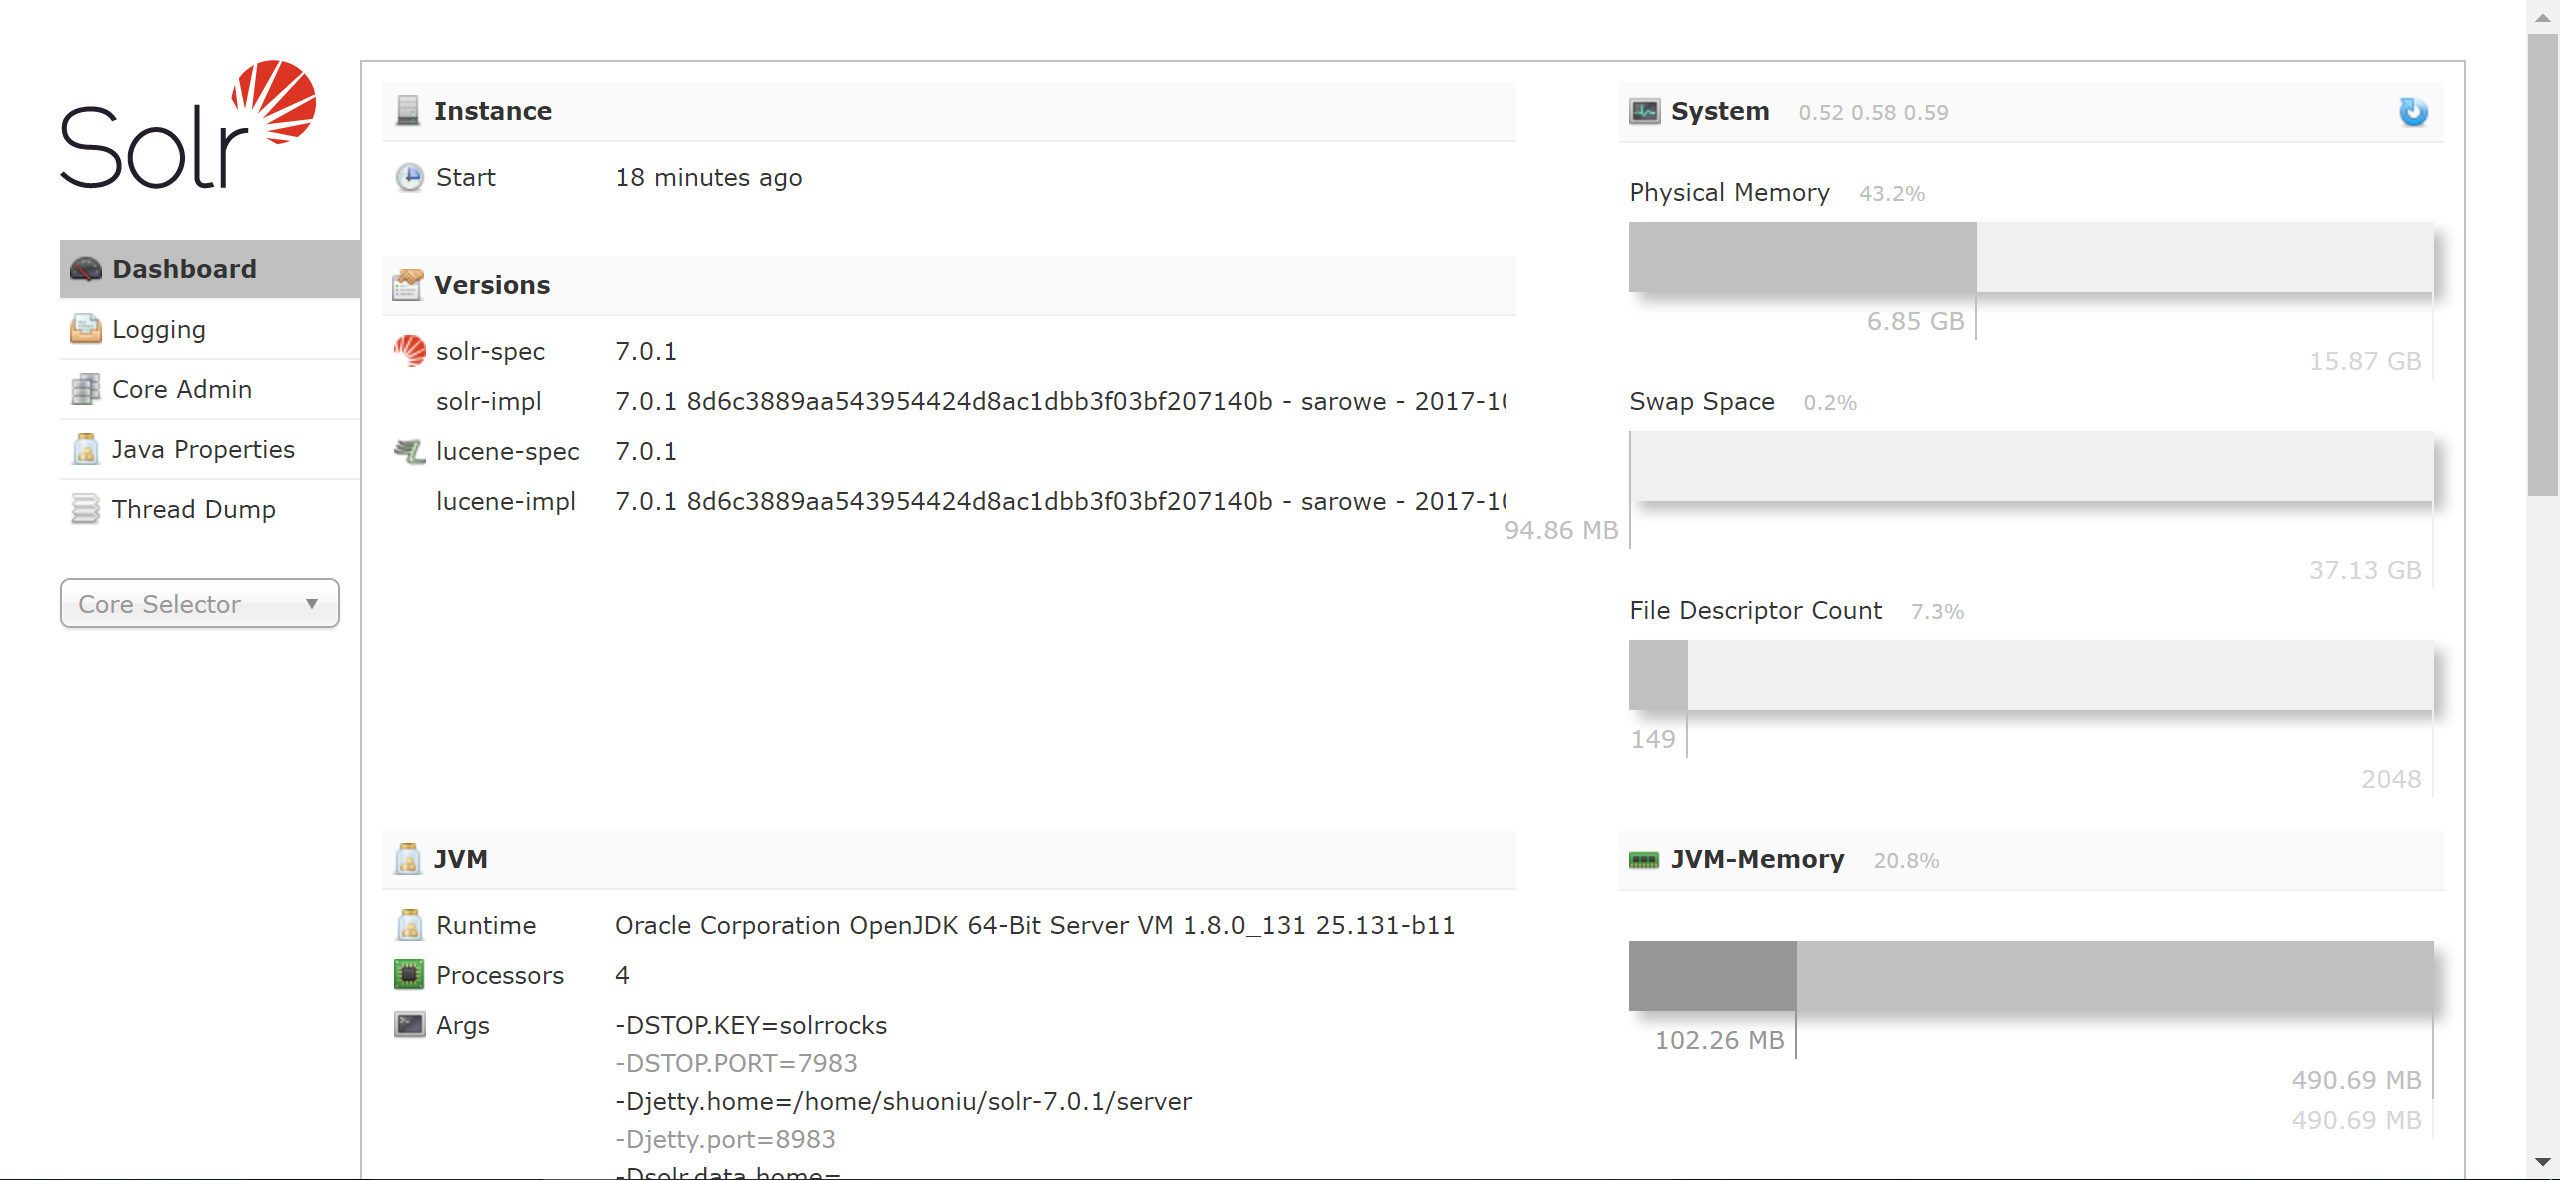 Solr
Dashboard
Logging
Core Admin
Java Properties
Thread Dump
Core Selector
Instance
Start 18 minutes ago
Versions
solr-spec 7.0.1
solr-impl 7.0.1 8d6c3889aa543954424d8ac1dbb3f03bf207140b - sarowe - 2017-10
lucene-spec 7.0.1
lucene-impl 7.0.1 8d6c3889aa543954424d8ac1dbb3f03bf207140b - sarowe - 2017-10
JVM
Runtime Oracle Corporation OpenJDK 64-Bit Server VM 1.8.0_131 25.131-b11
Processors 4
Args -DSTOP.KEY=solrrocks
-DSTOP.PORT=7983
-Djetty.home=/home/shuoniu/solr-7.0.1/server
-Djetty.port=8983
-Dsolr.data.home=
System 0.52 0.58 0.59
Physical Memory 43.2%
6.85 GB
15.87 GB
Swap Space 0.2%
94.86 MB
37.13 GB
File Descriptor Count 7.3%
149
2048
JVM-Memory 20.8%
102.26 MB
490.69 MB
490.69 MB